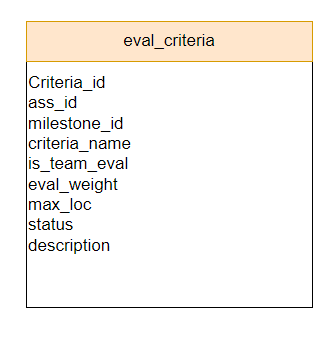 eval_criteria
Criteria_id
ass_id
milestone_id
criteria_name
is_team_eval
eval_weight
max_loc
status
description